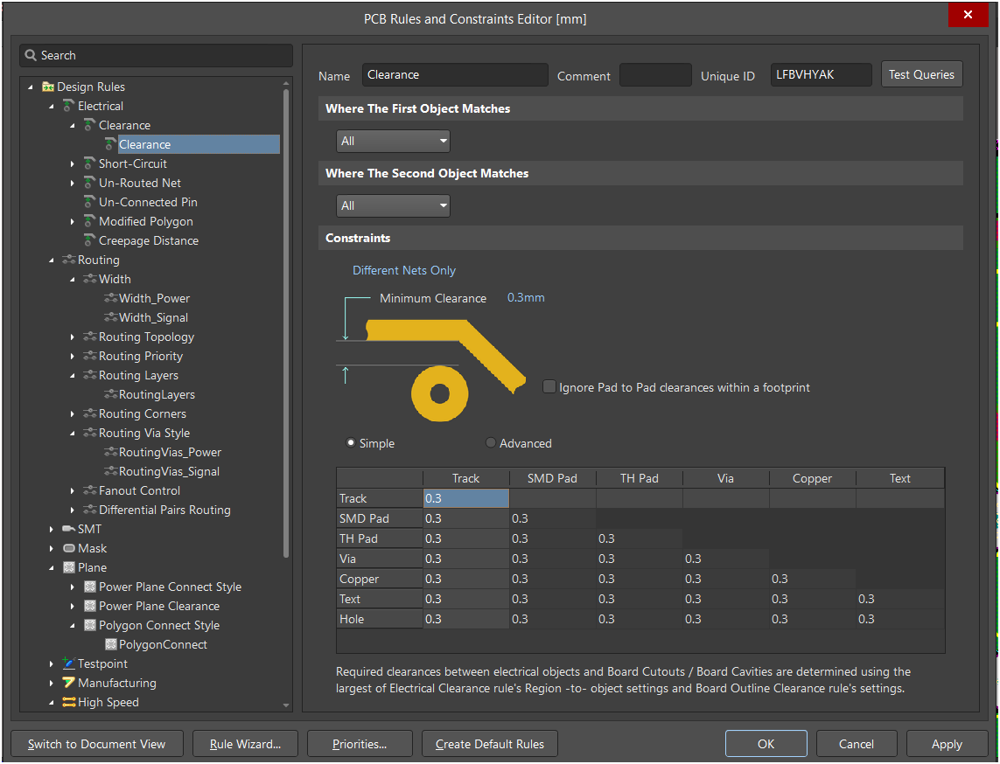 PCB Rules and Constraints Editor [mm]
Search
Design Rules
Electrical
Clearance
Clearance
Short-Circuit
Un-Routed Net
Un-Connected Pin
Modified Polygon
Creepage Distance
Routing
Width
Width_Power
Width_Signal
Routing Topology
Routing Priority
Routing Layers
RoutingLayers
Routing Corners
Routing Via Style
RoutingVias_Power
RoutingVias_Signal
Fanout Control
Differential Pairs Routing
SMT
Mask
Plane
Power Plane Connect Style
Power Plane Clearance
Polygon Connect Style
PolygonConnect
Testpoint
Manufacturing
High Speed
Name Clearance Comment Unique ID LFBVHYAK Test Queries
Where The First Object Matches
All
Where The Second Object Matches
All
Constraints
Different Nets Only
Minimum Clearance 0.3mm
Ignore Pad to Pad clearances within a footprint
Simple Advanced
Track SMD Pad TH Pad Via Copper Text
Track 0.3
SMD Pad 0.3 0.3
TH Pad 0.3 0.3 0.3
Via 0.3 0.3 0.3 0.3
Copper 0.3 0.3 0.3 0.3 0.3
Text 0.3 0.3 0.3 0.3 0.3 0.3
Hole 0.3 0.3 0.3 0.3 0.3 0.3
Required clearances between electrical objects and Board Cutouts / Board Cavities are determined using the
largest of Electrical Clearance rule's Region -to- object settings and Board Outline Clearance rule's settings.
Switch to Document View Rule Wizard... Priorities... Create Default Rules OK Cancel Apply